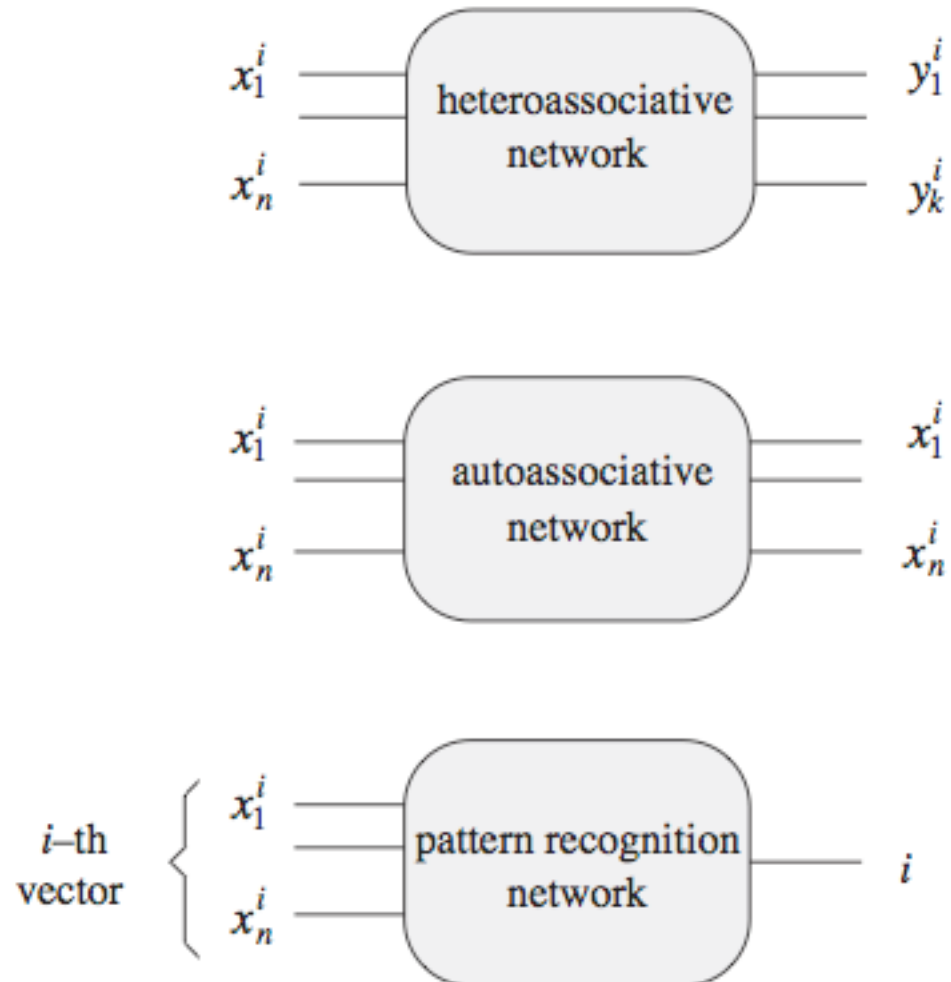 x_1^i heteroassociative network y_1^i
x_n^i y_k^i
x_1^i autoassociative network x_1^i
x_n^i x_n^i
i–th vector x_1^i pattern recognition network i
x_n^i